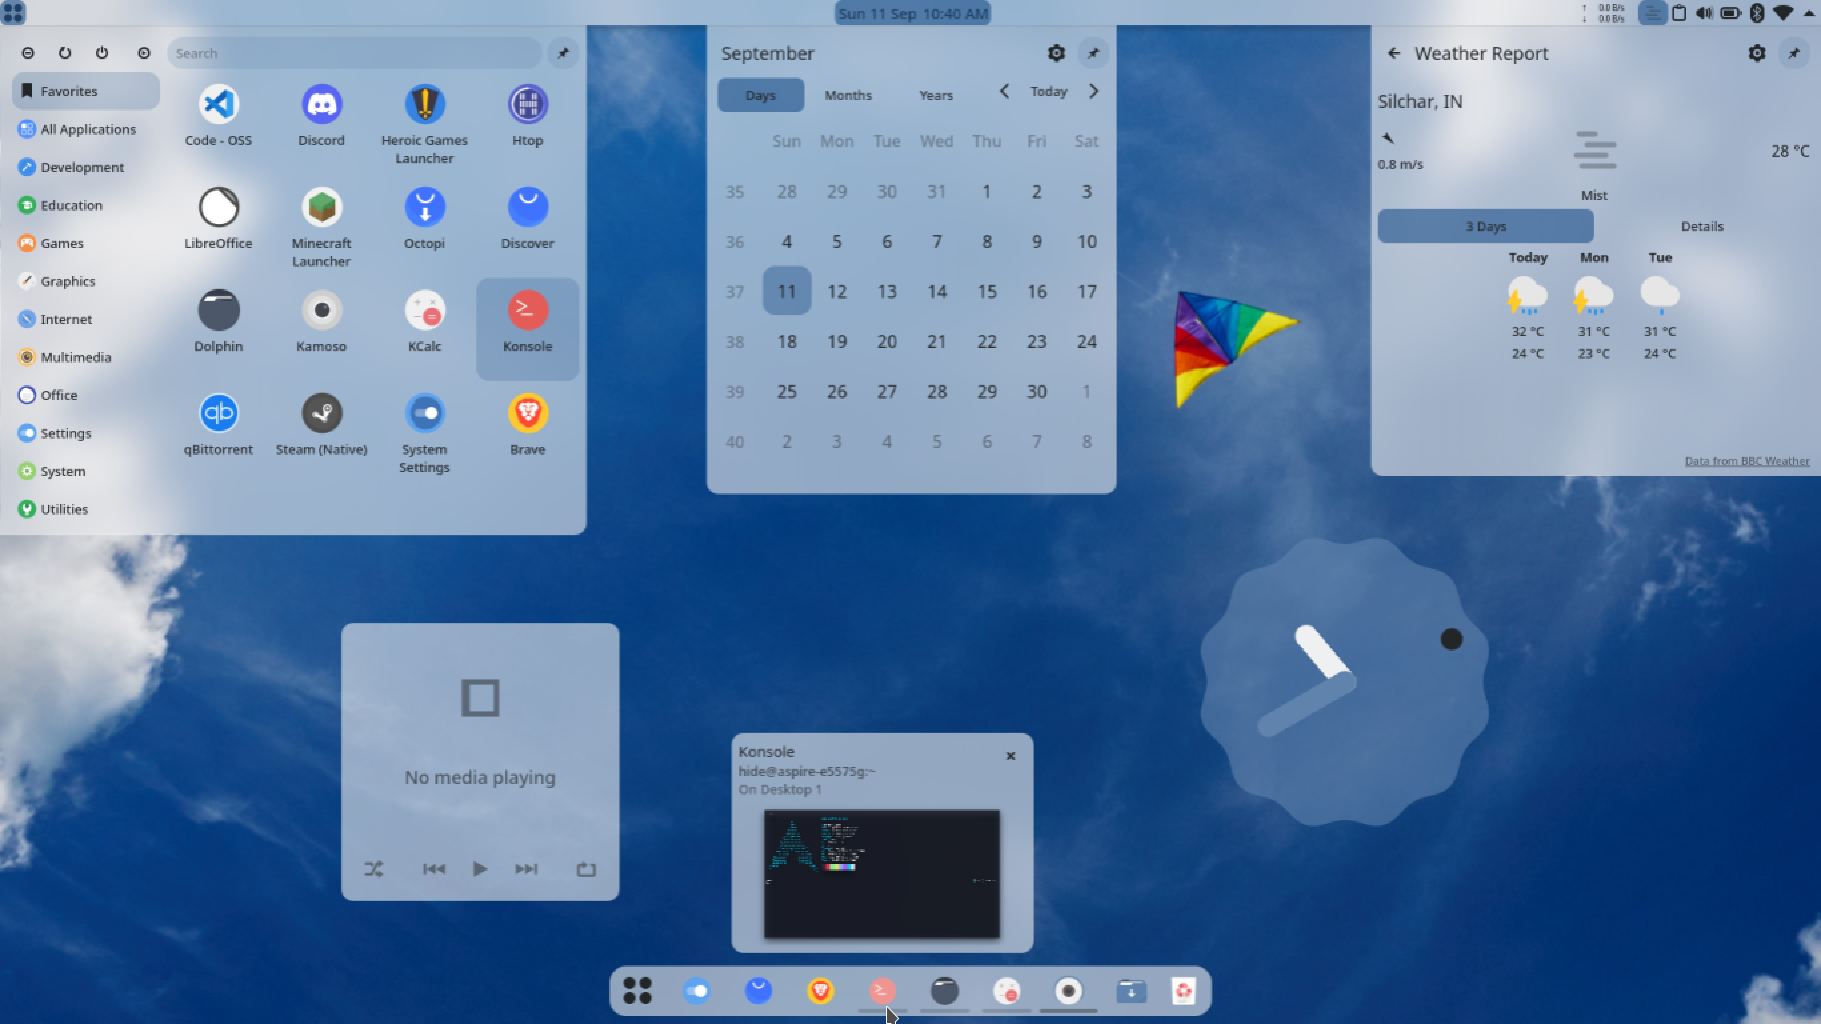 Sun 11 Sep 10:40 AM
0.0 B/s
0.0 B/s
Search
Favorites
All Applications
Development
Education
Games
Graphics
Internet
Multimedia
Office
Settings
System
Utilities
Code - OSS
Discord
Heroic Games
Launcher
Htop
LibreOffice
Minecraft
Launcher
Octopi
Discover
Dolphin
Kamoso
KCalc
Konsole
qBittorrent
Steam (Native)
System
Settings
Brave
September
Days Months Years Today
Sun Mon Tue Wed Thu Fri Sat
35 28 29 30 31 1 2 3
36 4 5 6 7 8 9 10
37 11 12 13 14 15 16 17
38 18 19 20 21 22 23 24
39 25 26 27 28 29 30 1
40 2 3 4 5 6 7 8
Weather Report
Silchar, IN
0.8 m/s
28 °C
Mist
3 Days Details
Today Mon Tue
32 °C 31 °C 31 °C
24 °C 23 °C 24 °C
Data from BBC Weather
No media playing
Konsole
hide@aspire-e5575g:~
On Desktop 1